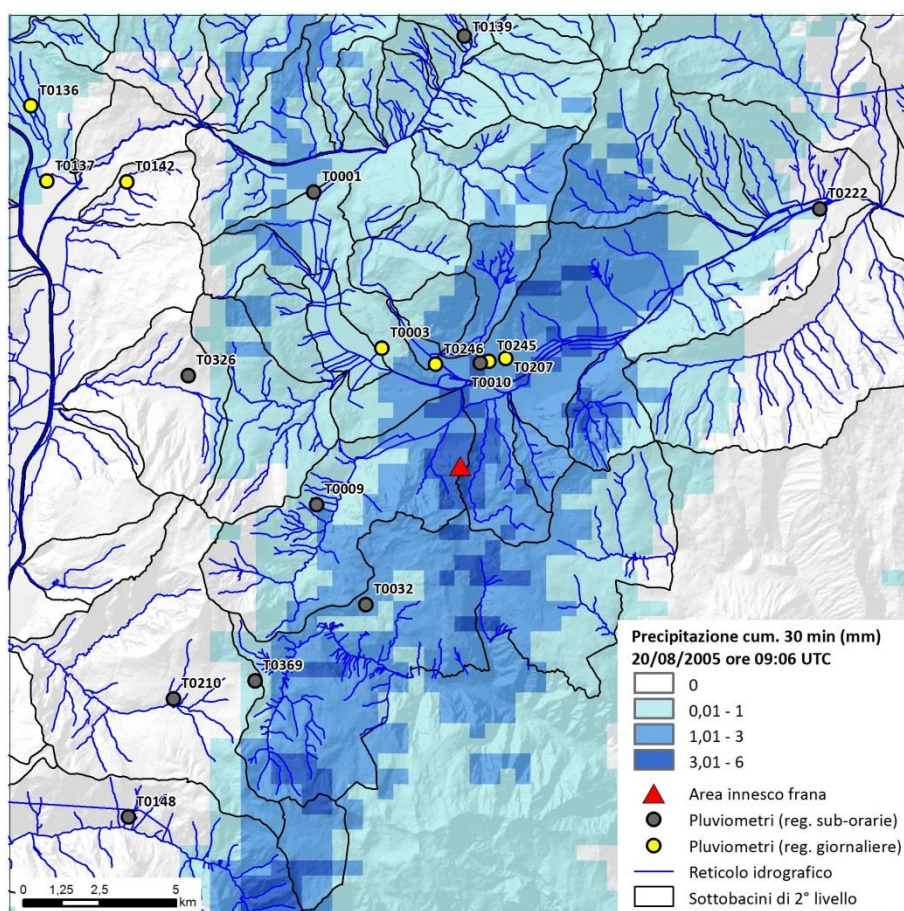 T0139
T0136
T0137
T0142
T0001
T0222
T0003
T0246
T0245
T0207
T0010
T0326
T0009
T0032
T0369
T0210
T0148
Precipitazione cum. 30 min (mm)
20/08/2005 ore 09:06 UTC
0
0,01 - 1
1,01 - 3
3,01 - 6
Area innesco frana
Pluviometri (reg. sub-orarie)
Pluviometri (reg. giornaliere)
Reticolo idrografico
Sottobacini di 2° livello
0 1,25 2,5 5
km